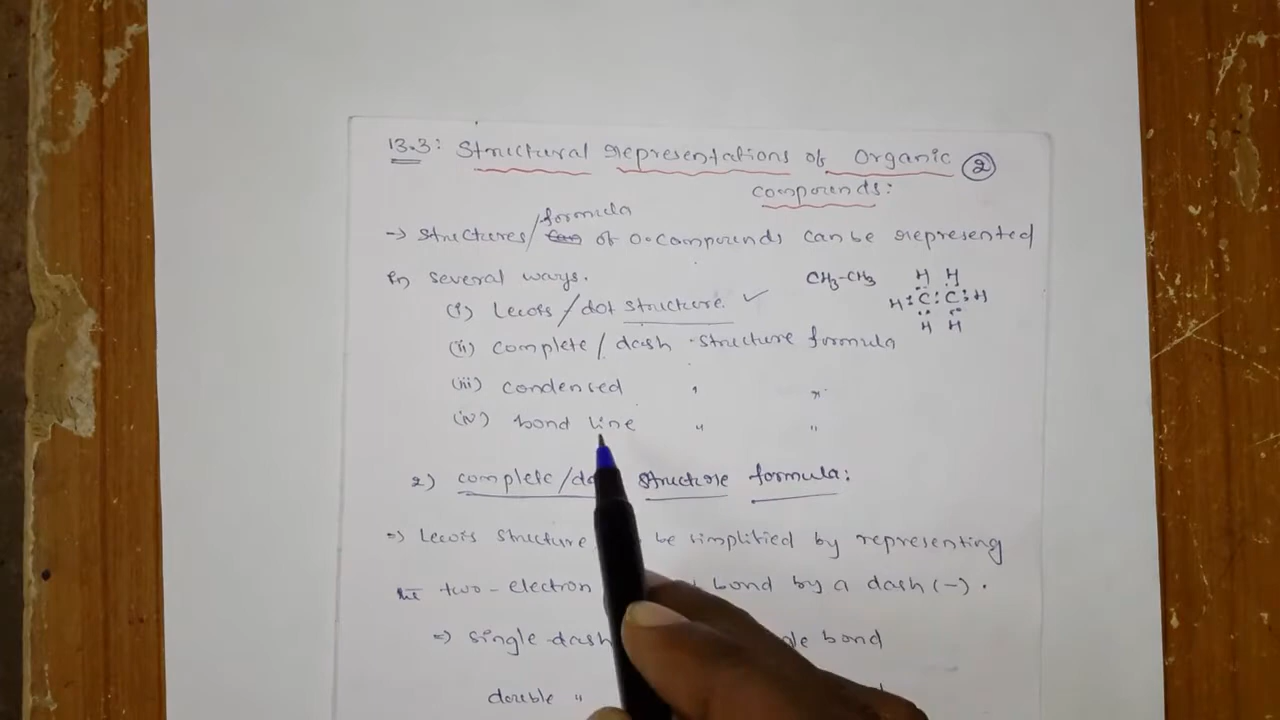 13.3: Structural Representations of Organic (2)
compounds:
→ Structures/formula of O.compounds can be represented
in several ways.
CH3-CH3
H H
H : C : C : H
H H
(i) Lewis/dot structure. ✓
(ii) complete/dash structure formula
(iii) condensed " "
(iv) bond line " "
2) complete/ structure formula:
⇒ Lewis structure be simplified by representing
two-electron bond by a dash (-).
⇒ single dash bond
double "